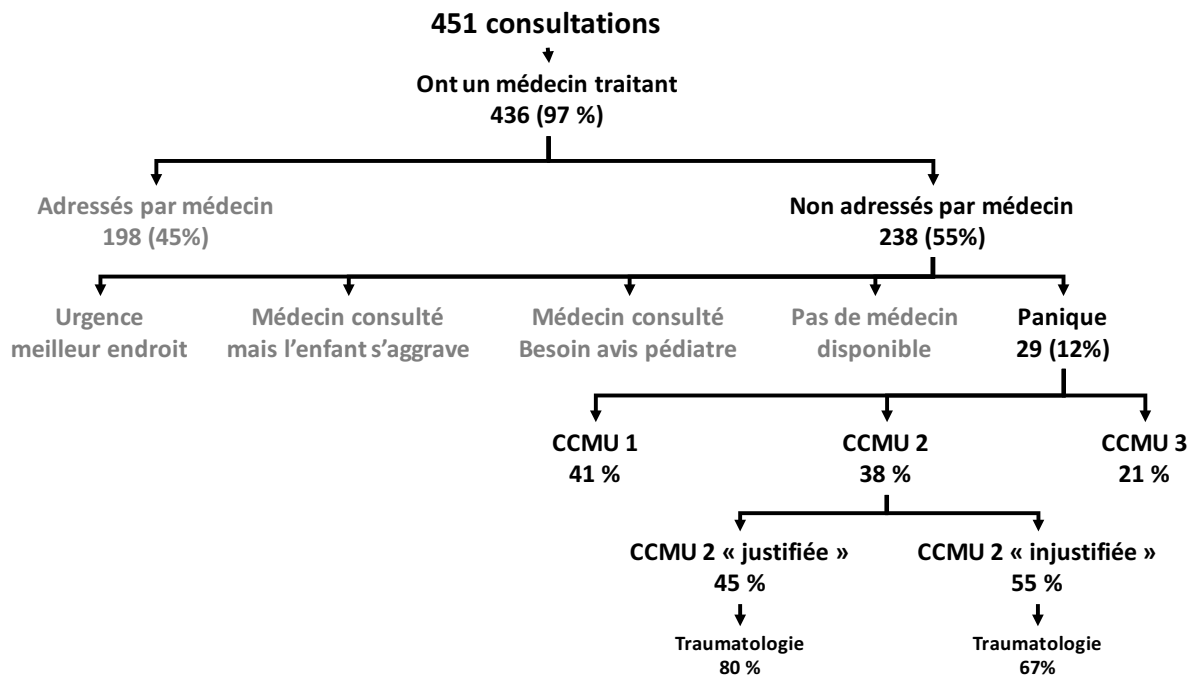 451 consultations
Ont un médecin traitant
436 (97 %)
Adressés par médecin
198 (45%)
Non adressés par médecin
238 (55%)
Urgence
meilleur endroit
Médecin consulté
mais l'enfant s'aggrave
Médecin consulté
Besoin avis pédiatre
Pas de médecin
disponible
Panique
29 (12%)
CCMU 1
41 %
CCMU 2
38 %
CCMU 3
21 %
CCMU 2 « justifiée »
45 %
CCMU 2 « injustifiée »
55 %
Traumatologie
80 %
Traumatologie
67%